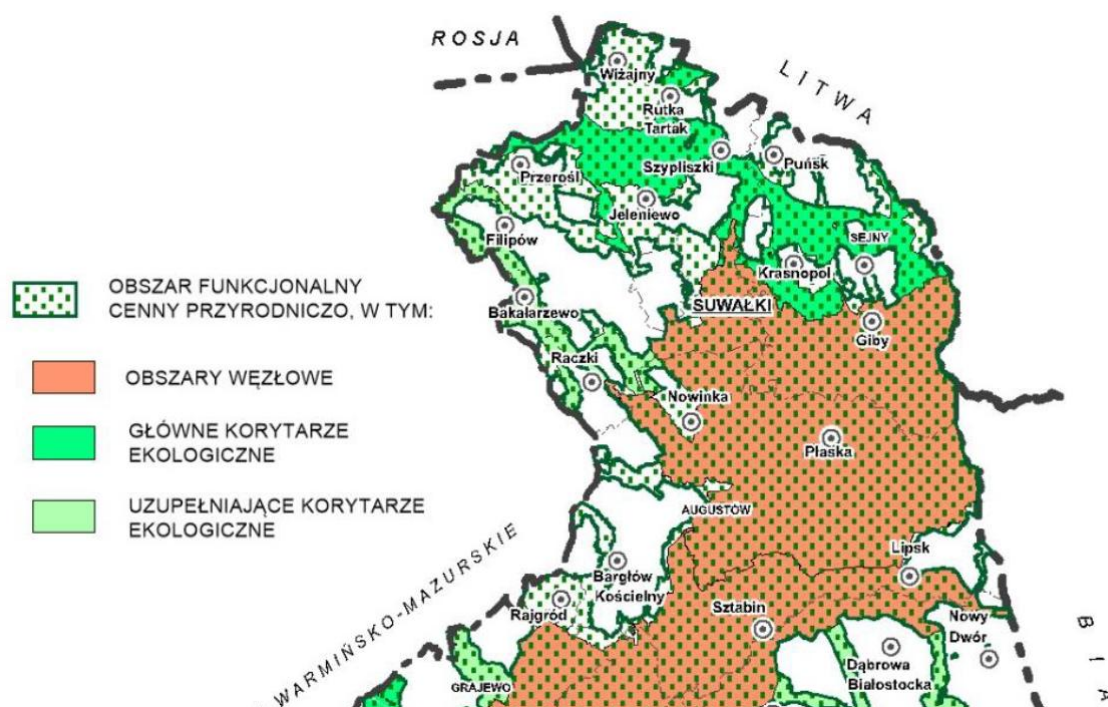 ROSJA
LITWA
Wiżajny
Rutka
Tartak
Szypliszki
Puńsk
Przerośl
Jeleniewo
Filipów
SEJNY
Krasnopol
OBSZAR FUNKCJONALNY
CENNY PRZYRODNICZO, W TYM:
SUWAŁKI
Bakałarzewo
Giby
Raczki
OBSZARY WĘZŁOWE
Nowinka
GŁÓWNE KORYTARZE
EKOLOGICZNE
Płaska
UZUPEŁNIAJĄCE KORYTARZE
EKOLOGICZNE
AUGUSTÓW
Lipsk
Bargłów
Kościelny
Rajgród
Sztabin
Nowy
Dwór
WARMIŃSKO-MAZURSKIE
Dąbrowa
Białostocka
GRAJEWO
B I A